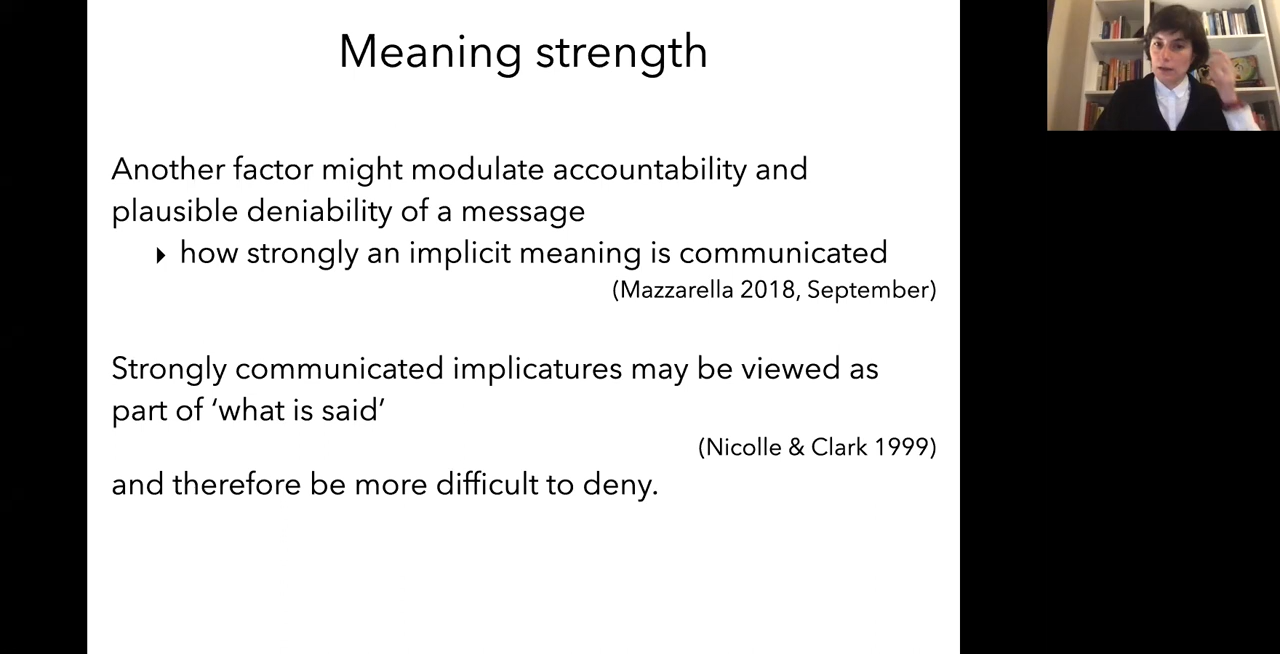 Meaning strength
Another factor might modulate accountability and
plausible deniability of a message
‣ how strongly an implicit meaning is communicated
(Mazzarella 2018, September)
Strongly communicated implicatures may be viewed as
part of ‘what is said’
(Nicolle & Clark 1999)
and therefore be more difficult to deny.